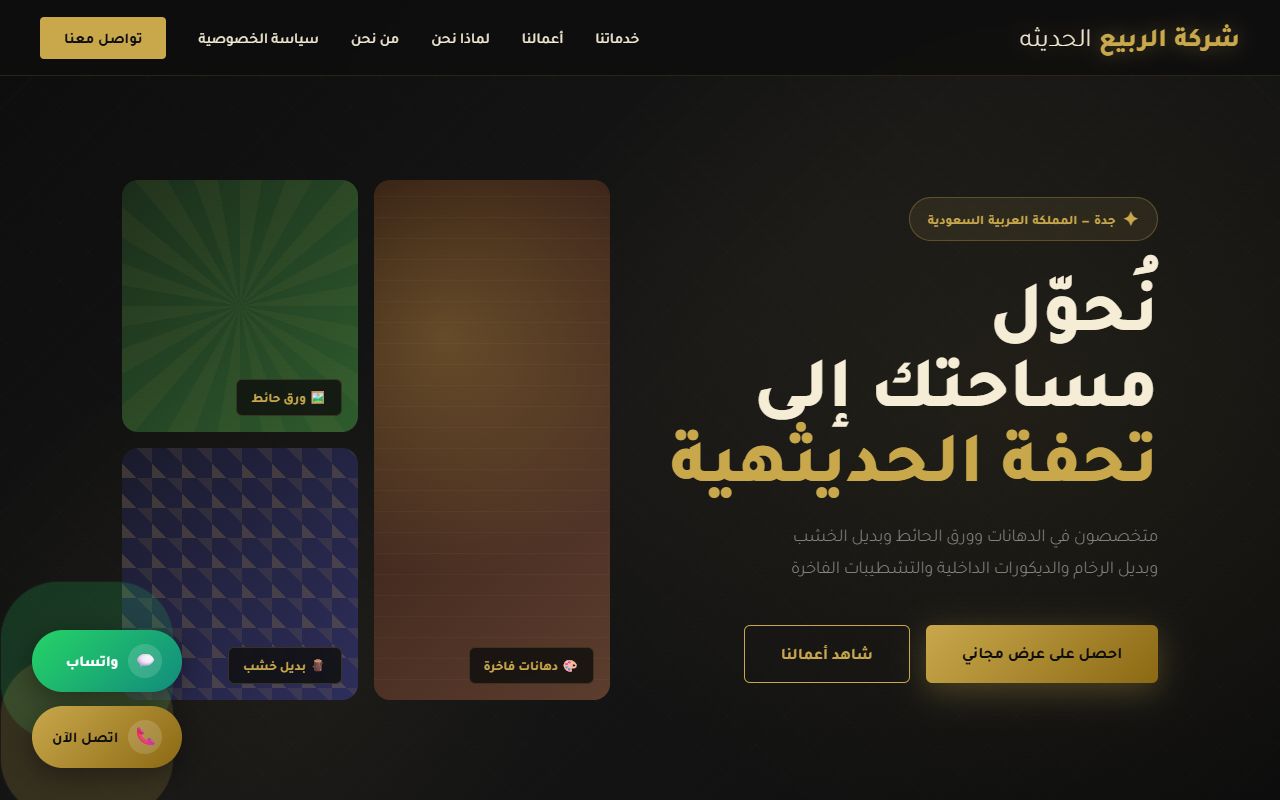 شركة الربيع الحديثه
خدماتنا
أعمالنا
لماذا نحن
من نحن
سياسة الخصوصية
تواصل معنا
✦ جدة – المملكة العربية السعودية
نُحوّل
مساحتك إلى
تحفة الحديثهية
متخصصون في الدهانات وورق الحائط وبديل الخشب
وبديل الرخام والديكورات الداخلية والتشطيبات الفاخرة
احصل على عرض مجاني
شاهد أعمالنا
دهانات فاخرة
ورق حائط
بديل خشب
واتساب
اتصل الآن